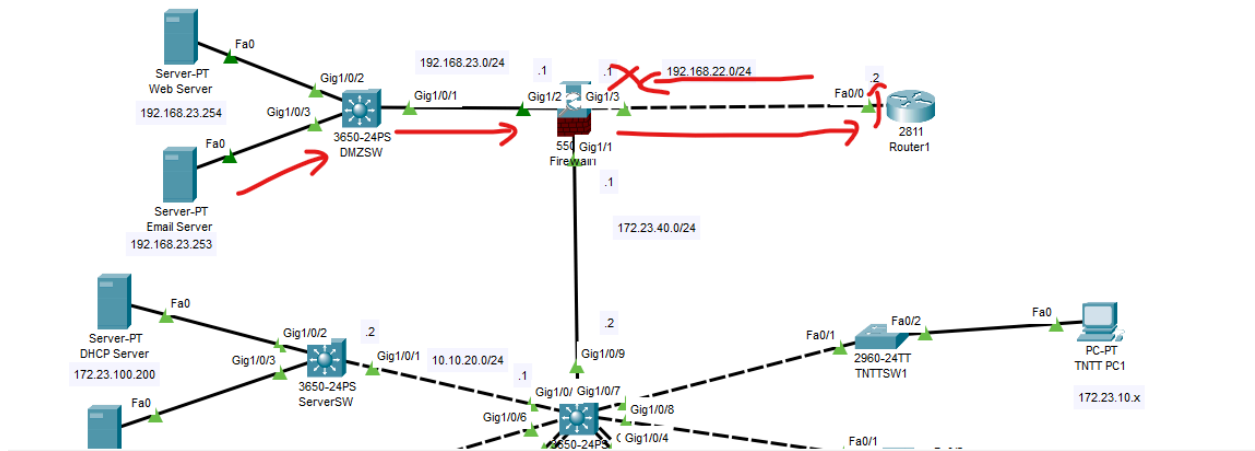 Fa0
Server-PT
Web Server
192.168.23.254
Gig1/0/2
Gig1/0/3
Fa0
Server-PT
Email Server
192.168.23.253
3650-24PS
DMZSW
Gig1/0/1
192.168.23.0/24
.1
Gig1/2
.1
Gig1/3
Gig1/1
.1
192.168.22.0/24
.2
Fa0/0
2811
Router1
172.23.40.0/24
.2
Gig1/0/9
Fa0
Server-PT
DHCP Server
172.23.100.200
Gig1/0/2
Gig1/0/3
Fa0
3650-24PS
ServerSW
.2
Gig1/0/1
10.10.20.0/24
.1
Gig1/0/
Gig1/0/7
Gig1/0/6
Gig1/0/8
Gig1/0/4
Fa0/1
Fa0/2
2960-24TT
TNTTSW1
Fa0
PC-PT
TNTT PC1
172.23.10.x
Fa0/1